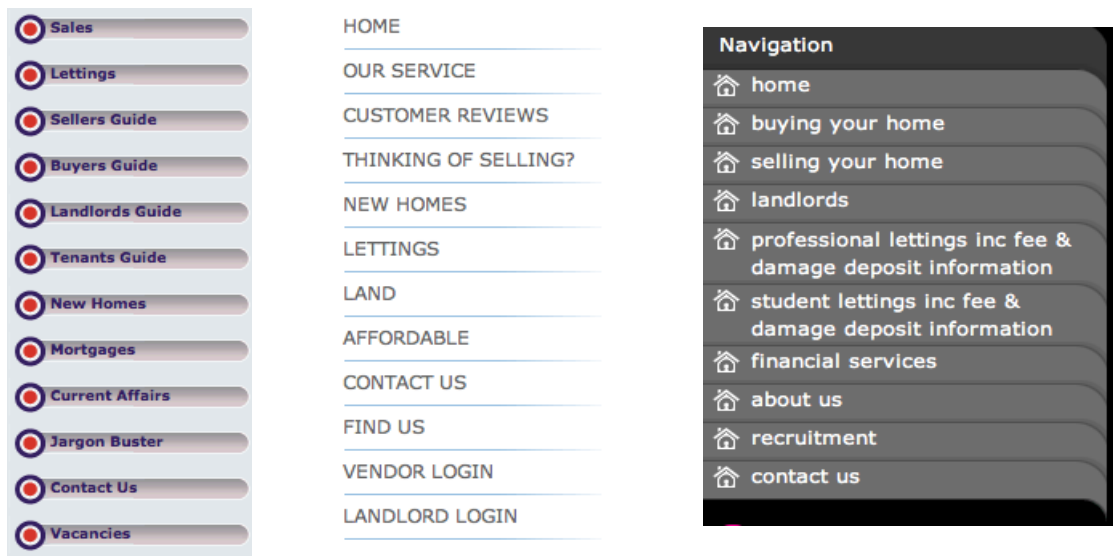 Sales
Lettings
Sellers Guide
Buyers Guide
Landlords Guide
Tenants Guide
New Homes
Mortgages
Current Affairs
Jargon Buster
Contact Us
Vacancies
HOME
OUR SERVICE
CUSTOMER REVIEWS
THINKING OF SELLING?
NEW HOMES
LETTINGS
LAND
AFFORDABLE
CONTACT US
FIND US
VENDOR LOGIN
LANDLORD LOGIN
Navigation
home
buying your home
selling your home
landlords
professional lettings inc fee &
damage deposit information
student lettings inc fee &
damage deposit information
financial services
about us
recruitment
contact us